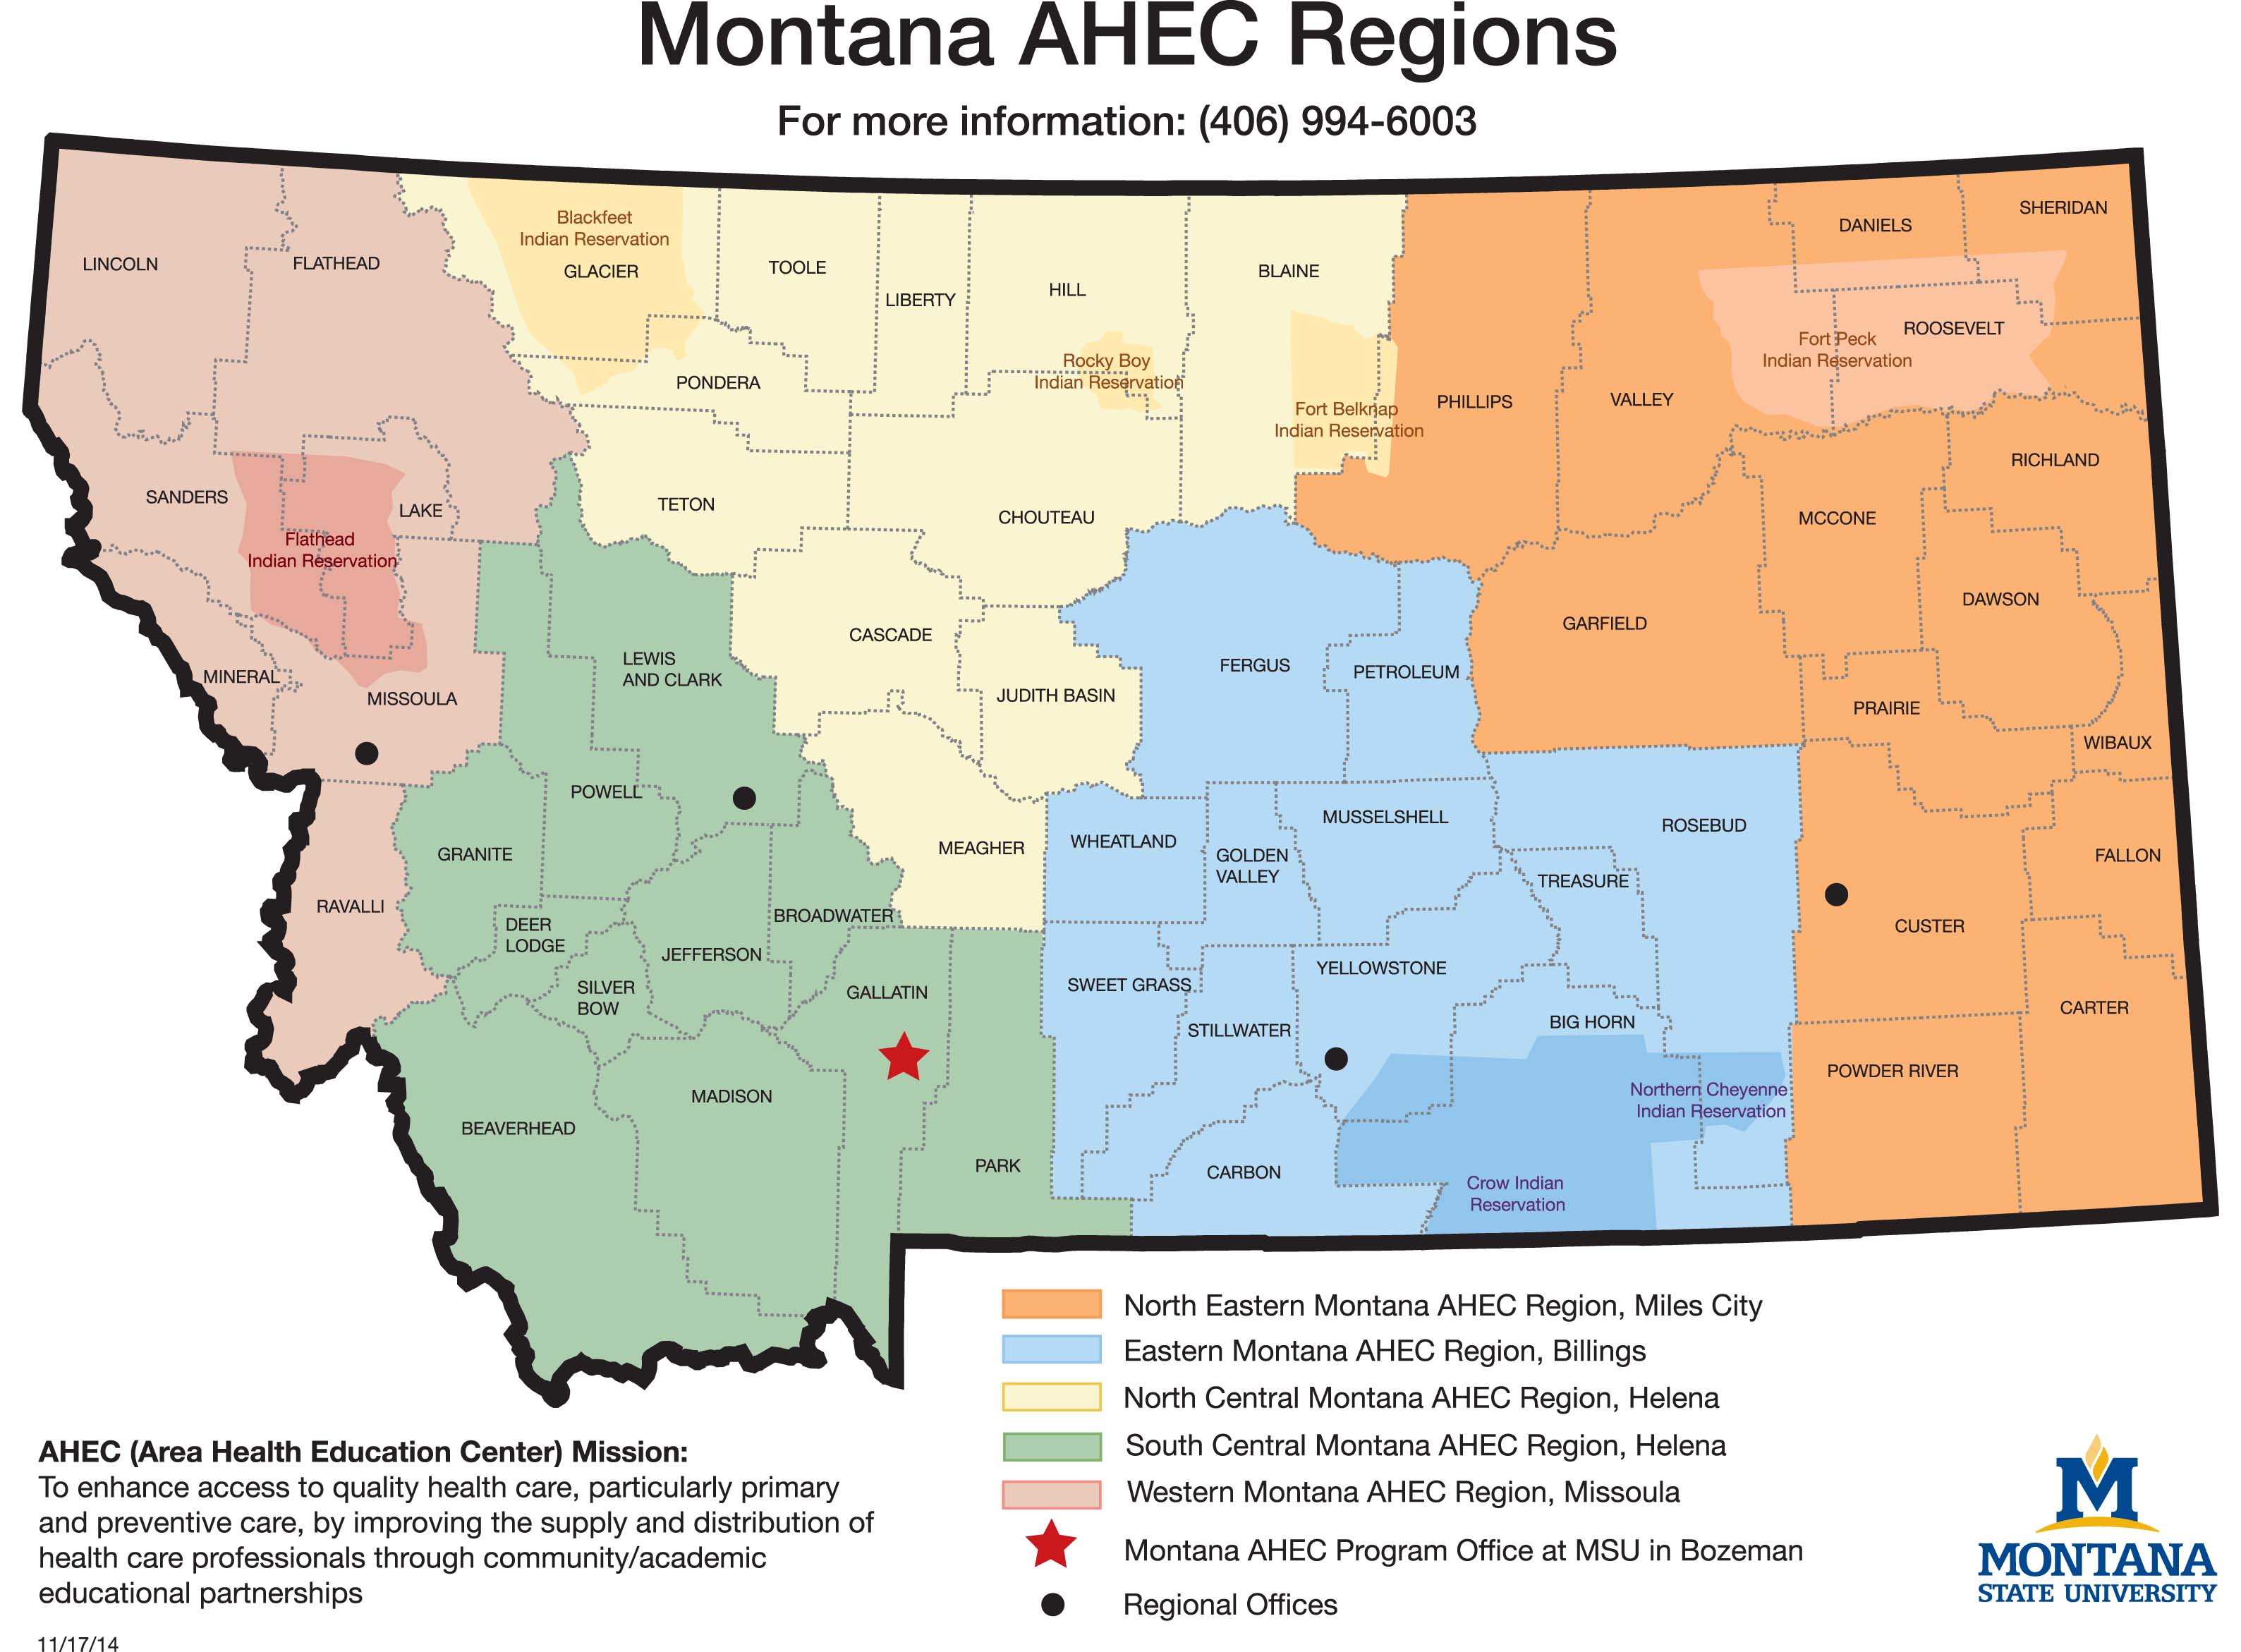 Montana AHEC Regions
For more information: (406) 994-6003
LINCOLN
FLATHEAD
Blackfeet
Indian Reservation
GLACIER
TOOLE
LIBERTY
HILL
BLAINE
DANIELS
SHERIDAN
Rocky Boy
Indian Reservation
Fort Peck
Indian Reservation
ROOSEVELT
PONDERA
Fort Belknap
Indian Reservation
PHILLIPS
VALLEY
RICHLAND
SANDERS
LAKE
TETON
CHOUTEAU
MCCONE
Flathead
Indian Reservation
DAWSON
GARFIELD
CASCADE
LEWIS
AND CLARK
FERGUS
PETROLEUM
MINERAL
MISSOULA
JUDITH BASIN
PRAIRIE
WIBAUX
POWELL
MUSSELSHELL
ROSEBUD
GRANITE
MEAGHER
WHEATLAND
GOLDEN
VALLEY
TREASURE
FALLON
RAVALLI
DEER
LODGE
BROADWATER
CUSTER
JEFFERSON
YELLOWSTONE
SILVER
BOW
GALLATIN
SWEET GRASS
STILLWATER
BIG HORN
CARTER
POWDER RIVER
MADISON
Northern Cheyenne
Indian Reservation
BEAVERHEAD
PARK
CARBON
Crow Indian
Reservation
North Eastern Montana AHEC Region, Miles City
Eastern Montana AHEC Region, Billings
North Central Montana AHEC Region, Helena
South Central Montana AHEC Region, Helena
Western Montana AHEC Region, Missoula
Montana AHEC Program Office at MSU in Bozeman
Regional Offices
AHEC (Area Health Education Center) Mission:
To enhance access to quality health care, particularly primary
and preventive care, by improving the supply and distribution of
health care professionals through community/academic
educational partnerships
11/17/14
M
MONTANA
STATE UNIVERSITY